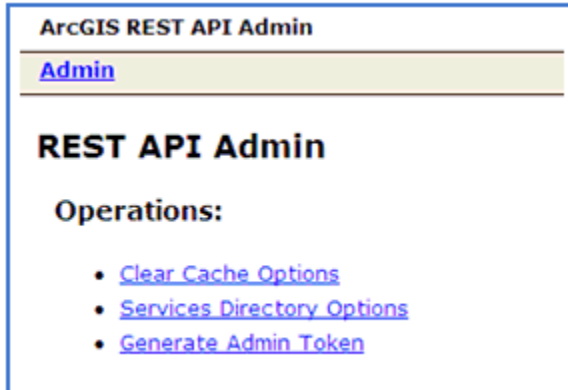 ArcGIS REST API Admin
Admin
REST API Admin
Operations:
• Clear Cache Options
• Services Directory Options
• Generate Admin Token